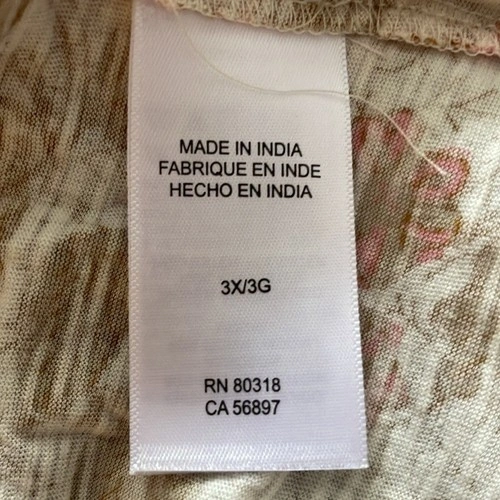 MADE IN INDIA
FABRIQUE EN INDE
HECHO EN INDIA
3X/3G
RN 80318
CA 56897